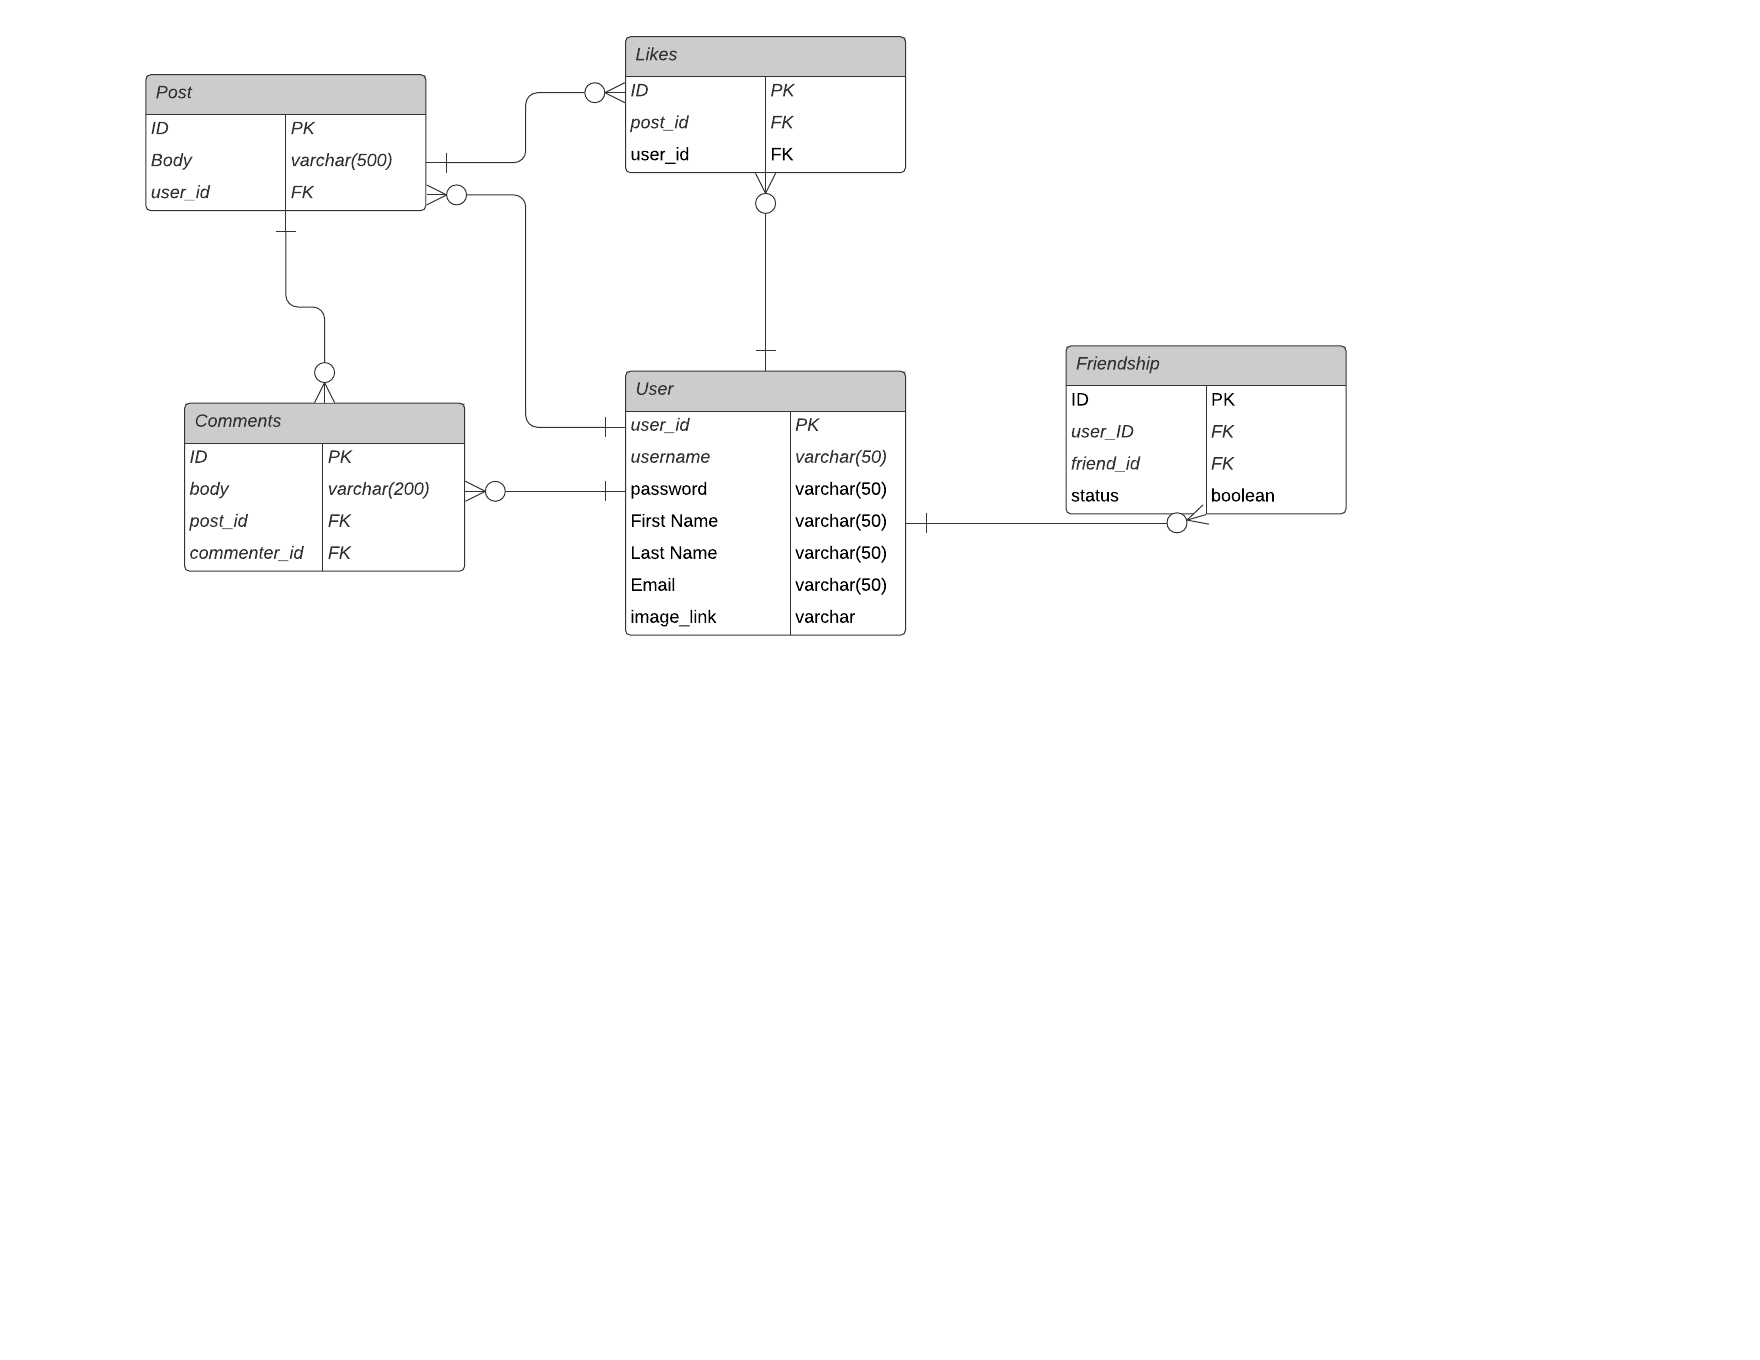 Likes
ID PK
post_id FK
user_id FK
Post
ID PK
Body varchar(500)
user_id FK
Friendship
ID PK
user_ID FK
friend_id FK
status boolean
User
user_id PK
username varchar(50)
password varchar(50)
First Name varchar(50)
Last Name varchar(50)
Email varchar(50)
image_link varchar
Comments
ID PK
body varchar(200)
post_id FK
commenter_id FK